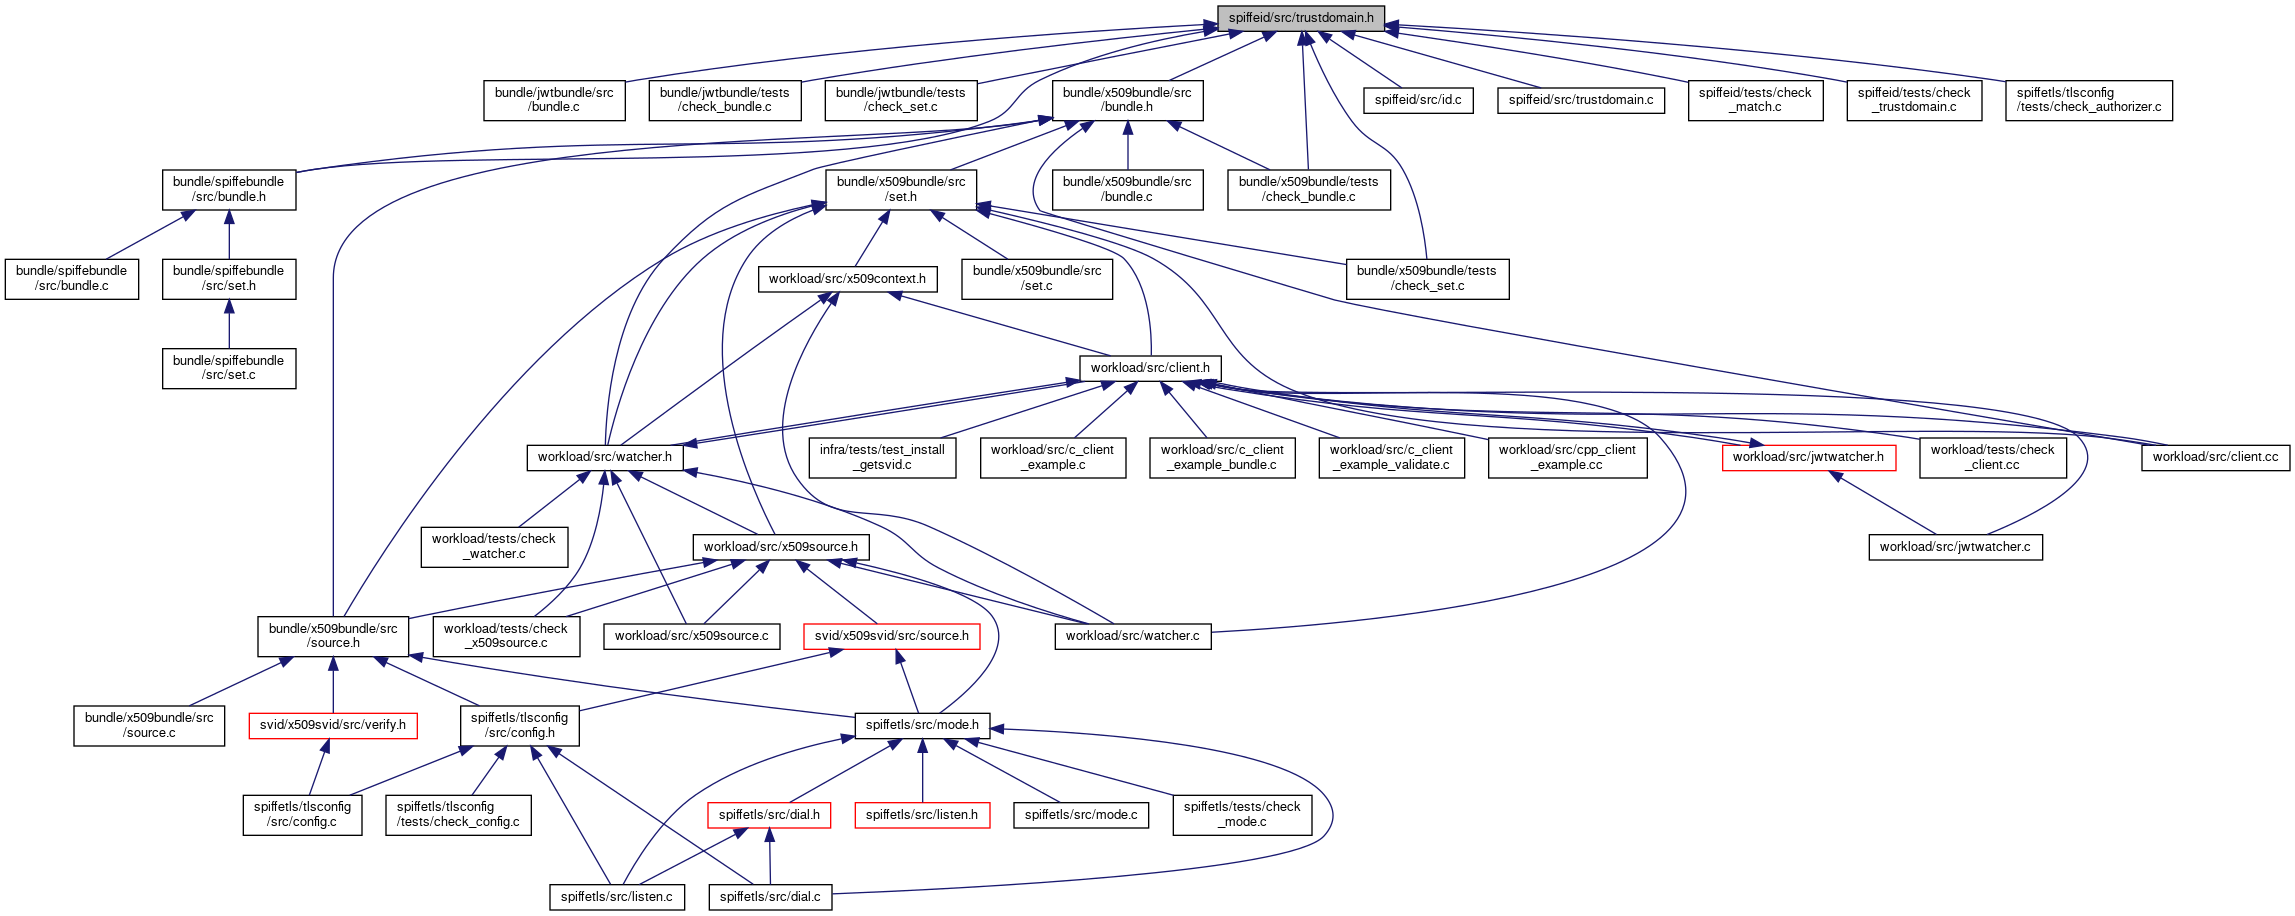 spiffeid/src/trustdomain.h
bundle/jwtbundle/src
/bundle.c
bundle/jwtbundle/tests
/check_bundle.c
bundle/jwtbundle/tests
/check_set.c
bundle/x509bundle/src
/bundle.h
spiffeid/src/id.c
spiffeid/src/trustdomain.c
spiffeid/tests/check
_match.c
spiffeid/tests/check
_trustdomain.c
spiffetls/tlsconfig
/tests/check_authorizer.c
bundle/spiffebundle
/src/bundle.h
bundle/x509bundle/src
/set.h
bundle/x509bundle/src
/bundle.c
bundle/x509bundle/tests
/check_bundle.c
bundle/spiffebundle
/src/bundle.c
bundle/spiffebundle
/src/set.h
workload/src/x509context.h
bundle/x509bundle/src
/set.c
bundle/x509bundle/tests
/check_set.c
bundle/spiffebundle
/src/set.c
workload/src/client.h
workload/src/watcher.h
infra/tests/test_install
_getsvid.c
workload/src/c_client
_example.c
workload/src/c_client
_example_bundle.c
workload/src/c_client
_example_validate.c
workload/src/cpp_client
_example.cc
workload/src/jwtwatcher.h
workload/tests/check
_client.cc
workload/src/client.cc
workload/tests/check
_watcher.c
workload/src/x509source.h
workload/src/jwtwatcher.c
bundle/x509bundle/src
/source.h
workload/tests/check
_x509source.c
workload/src/x509source.c
svid/x509svid/src/source.h
workload/src/watcher.c
bundle/x509bundle/src
/source.c
svid/x509svid/src/verify.h
spiffetls/tlsconfig
/src/config.h
spiffetls/src/mode.h
spiffetls/tlsconfig
/src/config.c
spiffetls/tlsconfig
/tests/check_config.c
spiffetls/src/dial.h
spiffetls/src/listen.h
spiffetls/src/mode.c
spiffetls/tests/check
_mode.c
spiffetls/src/listen.c
spiffetls/src/dial.c